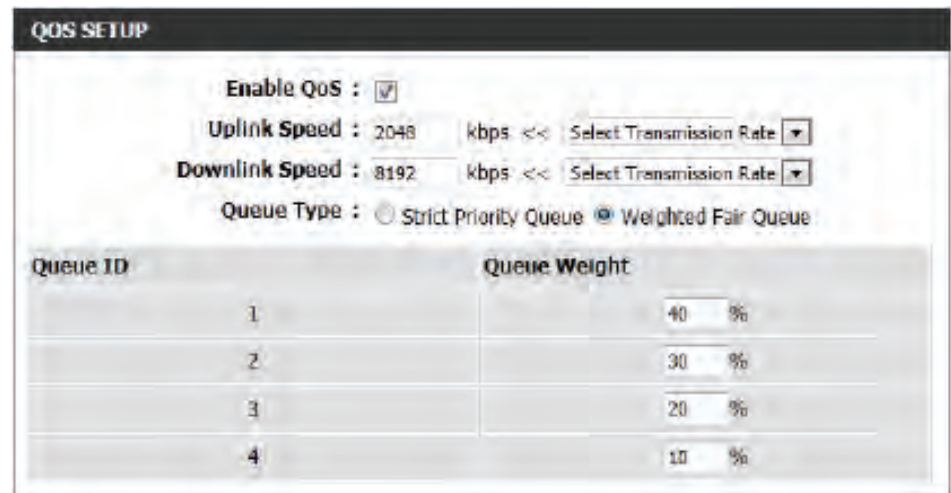 QOS SETUP
Enable QoS :
Uplink Speed : 2048 kbps << Select Transmission Rate
Downlink Speed : 8192 kbps << Select Transmission Rate
Queue Type : Strict Priority Queue Weighted Fair Queue
Queue ID Queue Weight
1 40 %
2 30 %
3 20 %
4 10 %